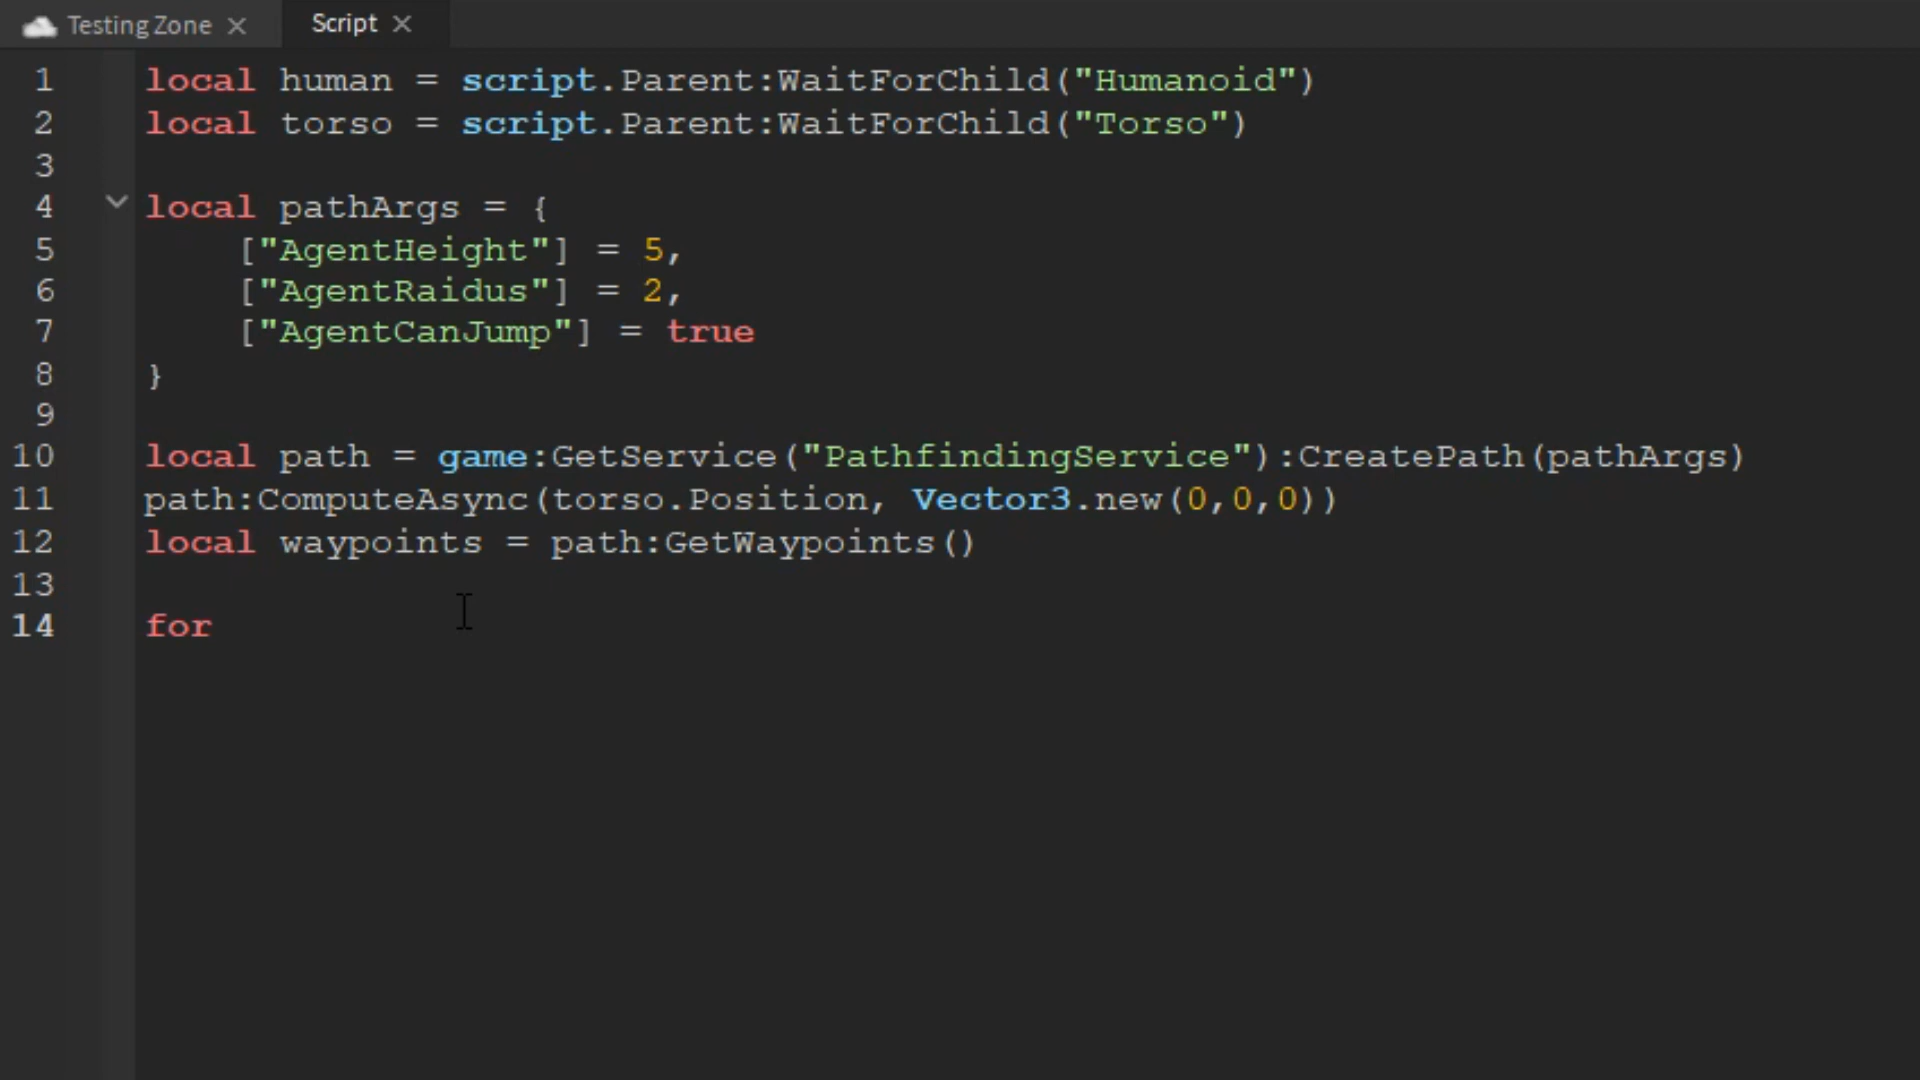 Testing Zone Script
1 local human = script.Parent:WaitForChild("Humanoid")
2 local torso = script.Parent:WaitForChild("Torso")
3
4 local pathArgs = {
5 ["AgentHeight"] = 5,
6 ["AgentRaidus"] = 2,
7 ["AgentCanJump"] = true
8 }
9
10 local path = game:GetService("PathfindingService"):CreatePath(pathArgs)
11 path:ComputeAsync(torso.Position, Vector3.new(0,0,0))
12 local waypoints = path:GetWaypoints()
13
14 for